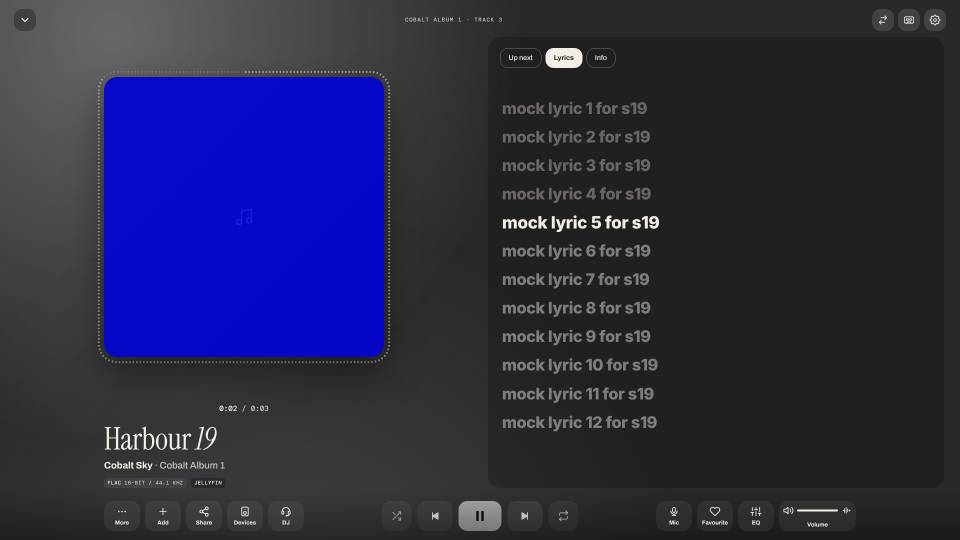 COBALT ALBUM 1 · TRACK 3
Up next
Lyrics
Info
mock lyric 1 for s19
mock lyric 2 for s19
mock lyric 3 for s19
mock lyric 4 for s19
mock lyric 5 for s19
mock lyric 6 for s19
mock lyric 7 for s19
mock lyric 8 for s19
mock lyric 9 for s19
mock lyric 10 for s19
mock lyric 11 for s19
mock lyric 12 for s19
0:02 / 0:03
Harbour 19
Cobalt Sky · Cobalt Album 1
FLAC 16-BIT / 44.1 KHZ JELLYFIN
More
Add
Share
Devices
DJ
Mic
Favourite
EQ
Volume